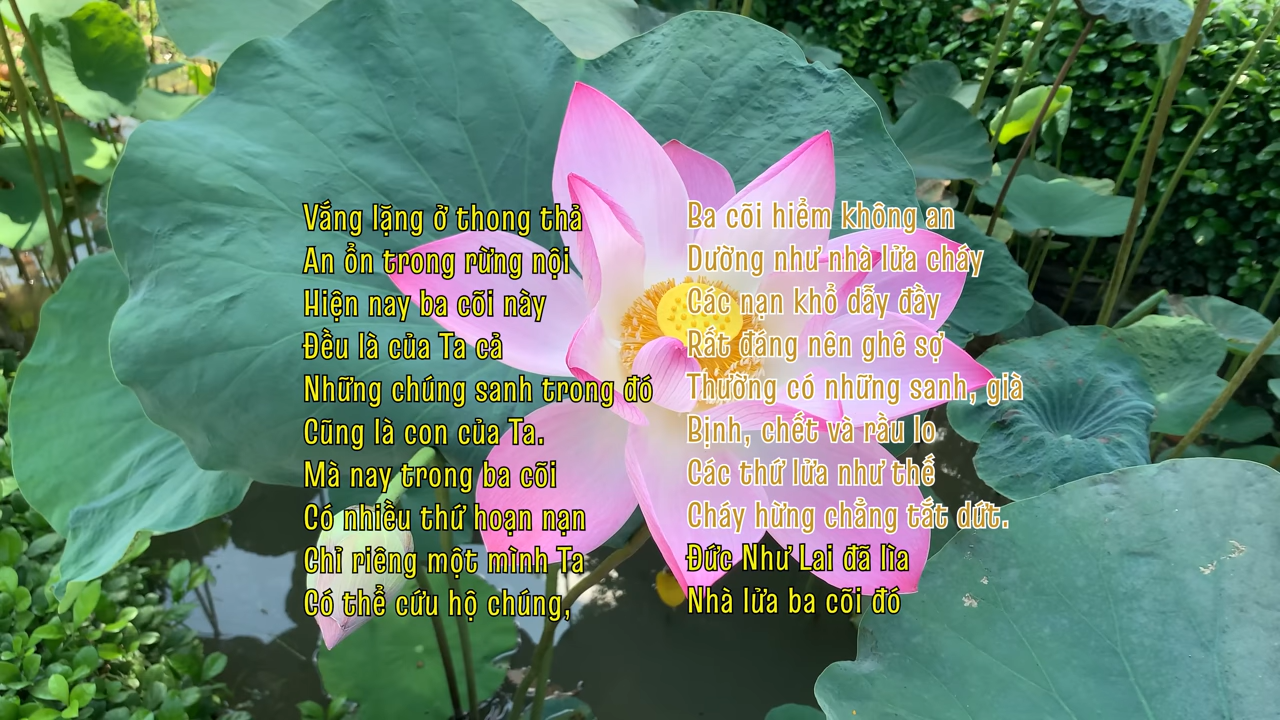 Vắng lặng ở thong thả
An ổn trong rừng nội
Hiện nay ba cõi này
Đều là của Ta cả
Những chúng sanh trong đó
Cũng là con của Ta.
Mà nay trong ba cõi
Có nhiều thứ hoạn nạn
Chỉ riêng một mình Ta
Có thể cứu hộ chúng,
Ba cõi hiểm không an
Dường như nhà lửa cháy
Các nạn khổ dẫy đầy
Rất đáng nên ghê sợ
Thường có những sanh, già
Bịnh, chết và rầu lo
Các thứ lửa như thế
Cháy hừng chẳng tắt dứt.
Đức Như Lai đã lìa
Nhà lửa ba cõi đó